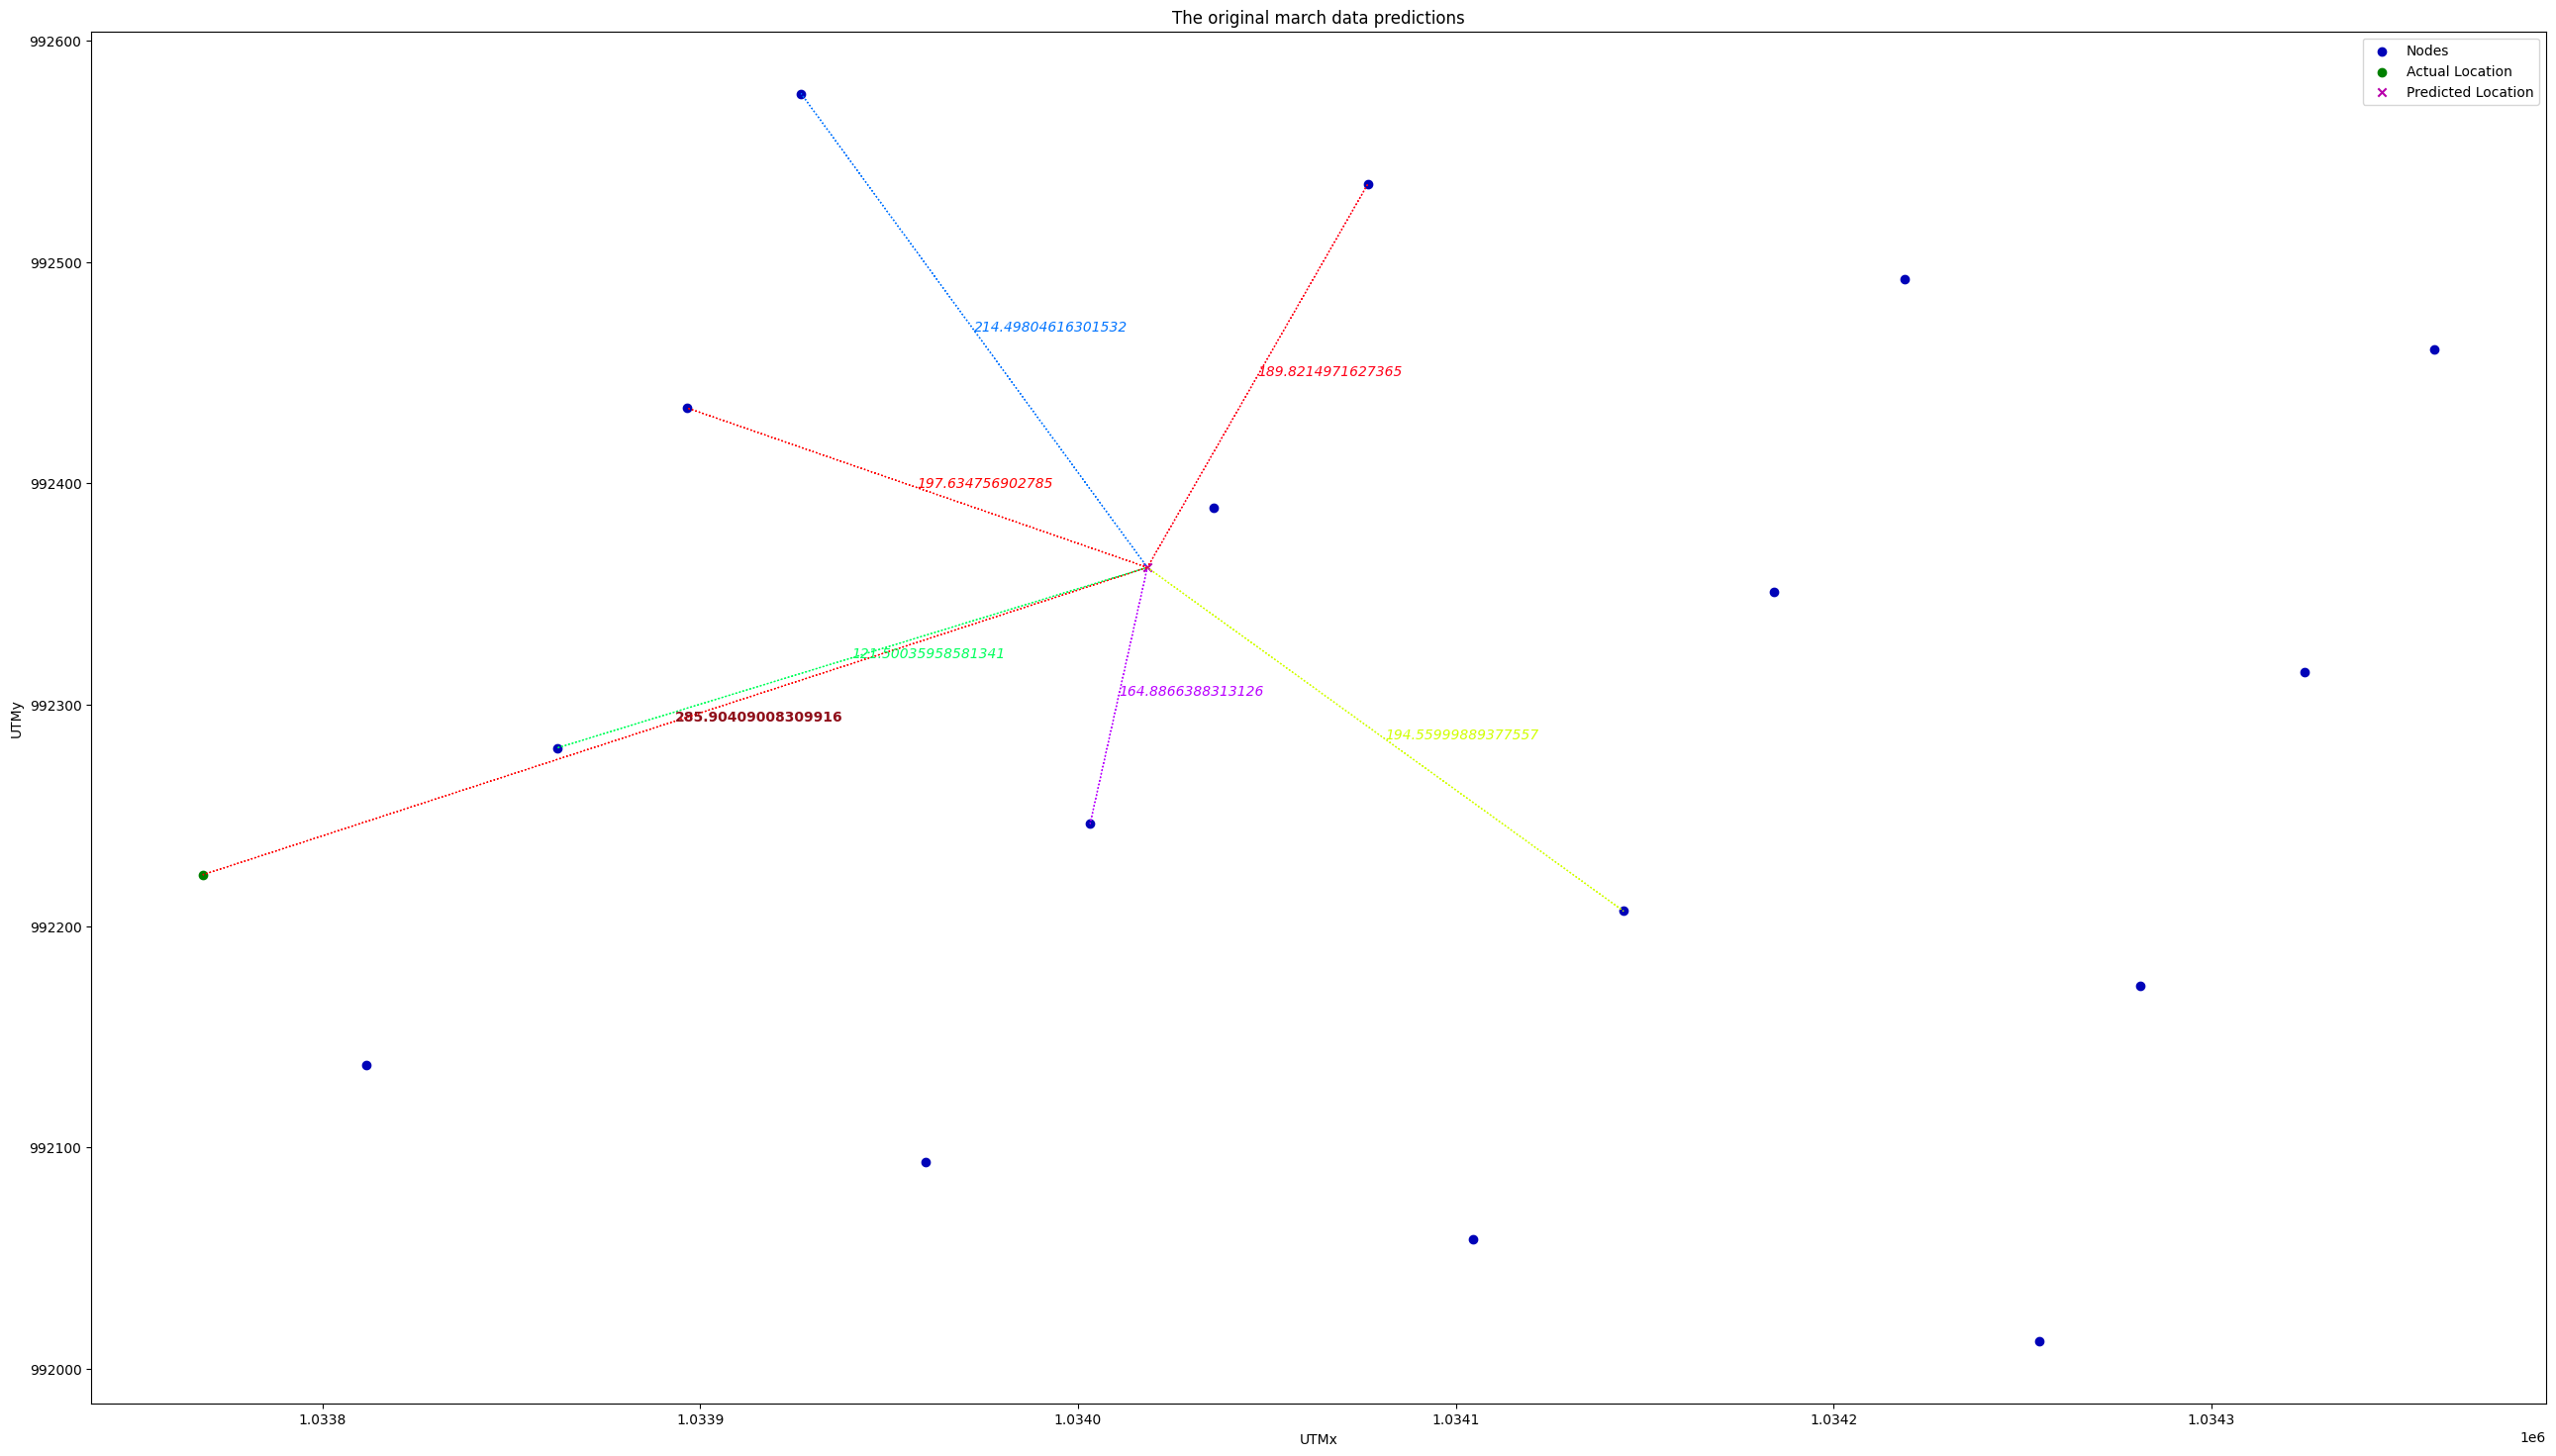 The original march data predictions
Nodes
Actual Location
Predicted Location
992600
992500
992400
992300
992200
992100
992000
UTMy
214.49804616301532
189.8214971627365
197.634756902785
121.30035958581341
164.8866388313126
285.90409008309916
194.55999889377557
1.0338
1.0339
1.0340
1.0341
1.0342
1.0343
UTMx
1e6